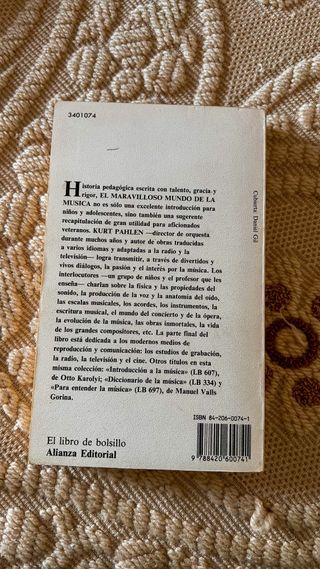 3401074
Historia pedagógica escrita con talento, gracia y
rigor, EL MARAVILLOSO MUNDO DE LA
MUSICA no es sólo una excelente introducción para
niños y adolescentes, sino también una sugerente
recapitulación de gran utilidad para aficionados
veteranos. KURT PAHLEN —director de orquesta
durante muchos años y autor de obras traducidas
a varios idiomas y adaptadas a la radio y la
televisión— logra transmitir, a través de divertidos y
vivos diálogos, la pasión y el interés por la música. Los
interlocutores —un grupo de niños y el profesor que les
enseña— charlan sobre la física y las propiedades del
sonido, la producción de la voz y la anatomía del oído,
las escalas musicales, los acordes, los instrumentos, la
escritura musical, el mundo del concierto y de la ópera,
la evolución de la música, las obras inmortales, la vida
de los grandes compositores, etc. La parte final del
libro está dedicada a los modernos medios de
reproducción y comunicación: los estudios de grabación,
la radio, la televisión y el cine. Otros títulos en esta
misma colección: «Introducción a la música» (LB 607),
de Otto Karolyi; «Diccionario de la música» (LB 334) y
«Para entender la música» (LB 697), de Manuel Valls
Gorina.
Cubierta: Daniel Gil
El libro de bolsillo
Alianza Editorial
ISBN 84-206-0074-1
9 788420 600741